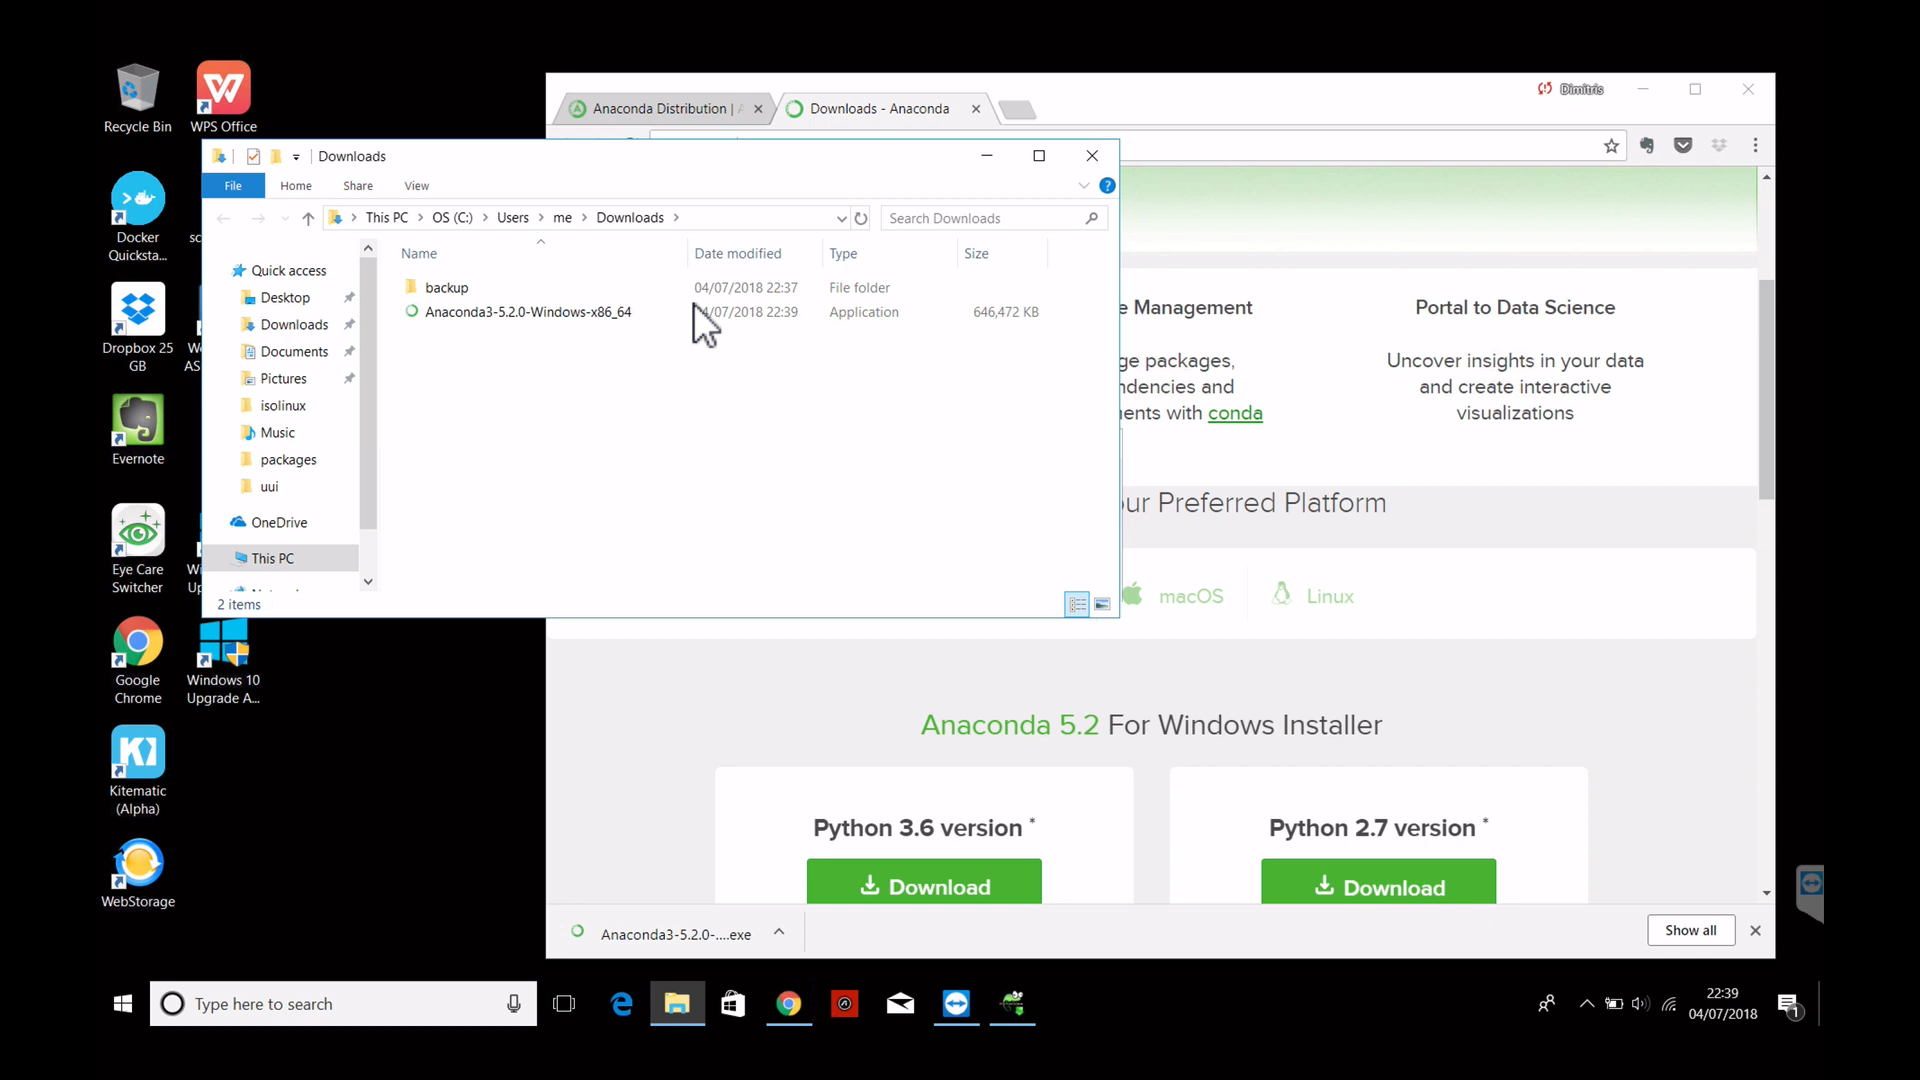 Recycle Bin
WPS Office
Docker
Quicksta...
sc
Dropbox 25
GB
AS
Evernote
Eye Care
Switcher
Google
Chrome
Windows 10
Upgrade A...
Kitematic
(Alpha)
WebStorage
Dimitris
Anaconda Distribution |
Downloads - Anaconda
Downloads
File
Home
Share
View
This PC
OS (C:)
Users
me
Downloads
Search Downloads
Name
Date modified
Type
Size
Quick access
Desktop
Downloads
Documents
Pictures
isolinux
Music
packages
uui
OneDrive
This PC
backup
04/07/2018 22:37
File folder
Anaconda3-5.2.0-Windows-x86_64
/07/2018 22:39
Application
646,472 KB
2 items
e Management
ge packages,
ndencies and
ents with conda
Portal to Data Science
Uncover insights in your data
and create interactive
visualizations
ur Preferred Platform
macOS
Linux
Anaconda 5.2 For Windows Installer
Python 3.6 version *
Download
Python 2.7 version *
Download
Anaconda3-5.2.0-....exe
Show all
Type here to search
22:39
04/07/2018
1